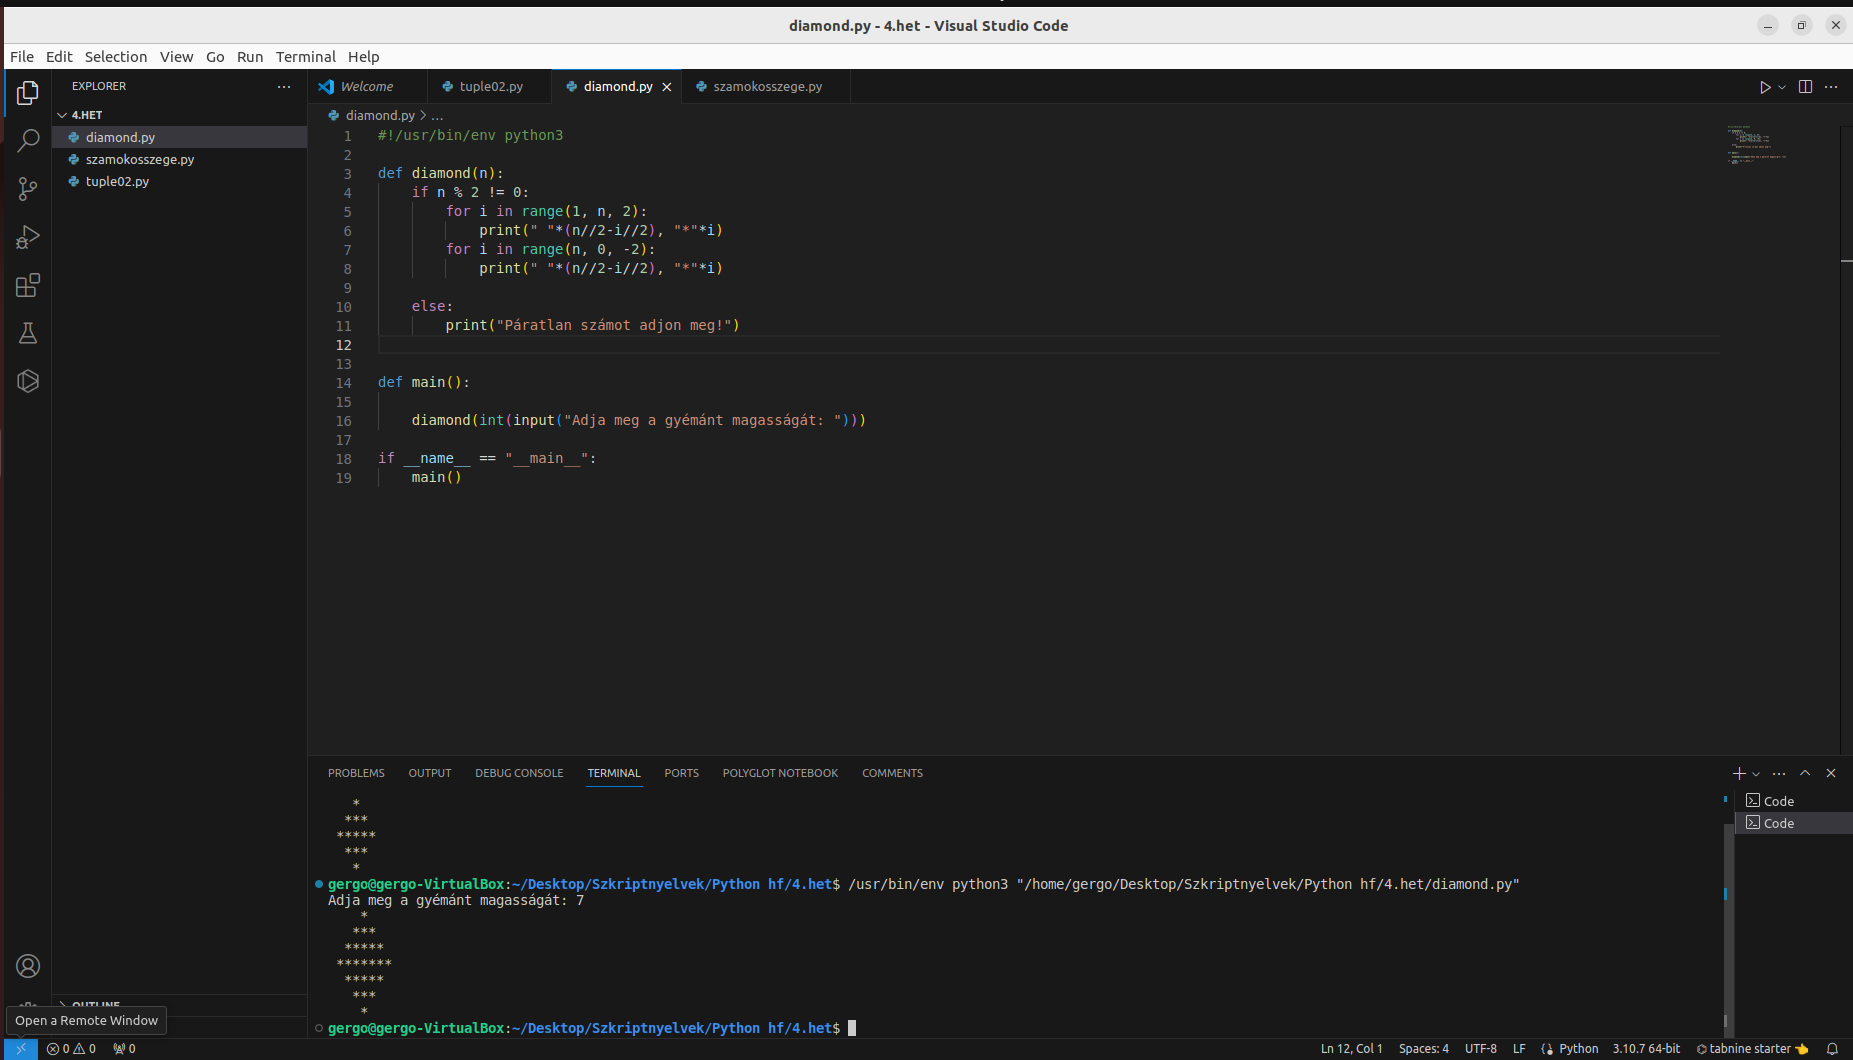 diamond.py - 4.het - Visual Studio Code
File Edit Selection View Go Run Terminal Help
EXPLORER
4.HET
diamond.py
szamokosszege.py
tuple02.py
Welcome
tuple02.py
diamond.py
szamokosszege.py
diamond.py > ...
1 #!/usr/bin/env python3
2
3 def diamond(n):
4     if n % 2 != 0:
5         for i in range(1, n, 2):
6             print(" "*(n//2-i//2), "*"*i)
7         for i in range(n, 0, -2):
8             print(" "*(n//2-i//2), "*"*i)
9
10     else:
11         print("Páratlan számot adjon meg!")
12
13
14 def main():
15
16     diamond(int(input("Adja meg a gyémánt magasságát: ")))
17
18 if __name__ == "__main__":
19     main()
PROBLEMS OUTPUT DEBUG CONSOLE TERMINAL PORTS POLYGLOT NOTEBOOK COMMENTS
Code
Code
   *
  ***
 *****
  ***
   *
gergo@gergo-VirtualBox:~/Desktop/Szkriptnyelvek/Python hf/4.het$ /usr/bin/env python3 "/home/gergo/Desktop/Szkriptnyelvek/Python hf/4.het/diamond.py"
Adja meg a gyémánt magasságát: 7
    *
   ***
  *****
 *******
  *****
   ***
    *
gergo@gergo-VirtualBox:~/Desktop/Szkriptnyelvek/Python hf/4.het$
OUTLINE
Open a Remote Window
0 0 0
Ln 12, Col 1 Spaces: 4 UTF-8 LF Python 3.10.7 64-bit tabnine starter